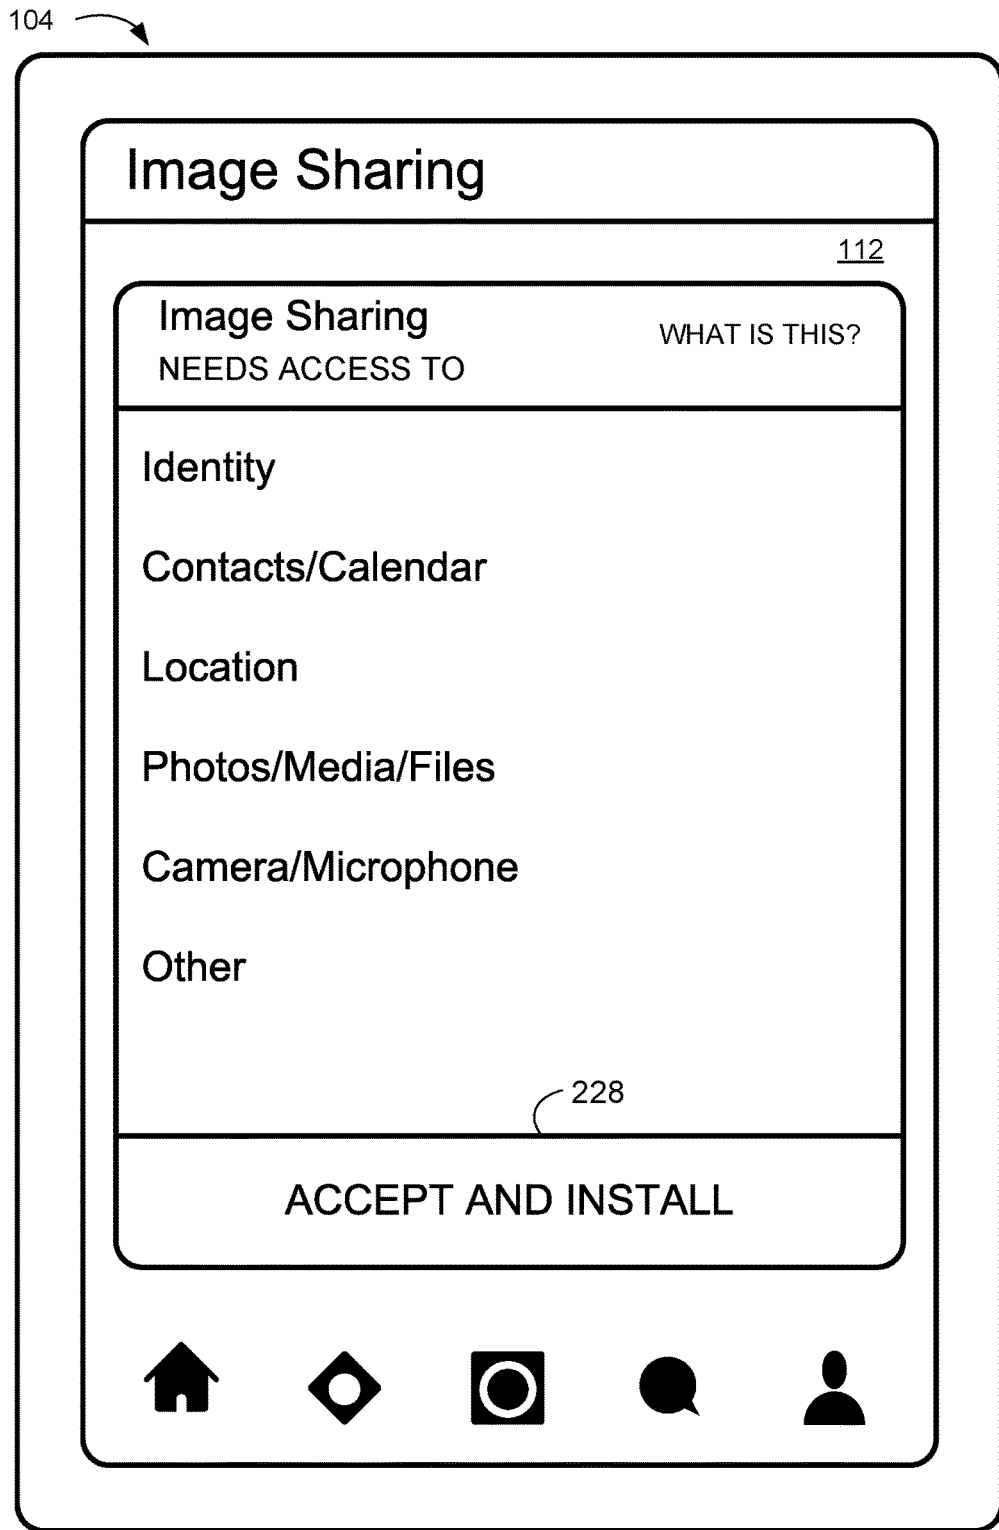 104
Image Sharing
112
Image Sharing
WHAT IS THIS?
NEEDS ACCESS TO
Identity
Contacts/Calendar
Location
Photos/Media/Files
Camera/Microphone
Other
228
ACCEPT AND INSTALL